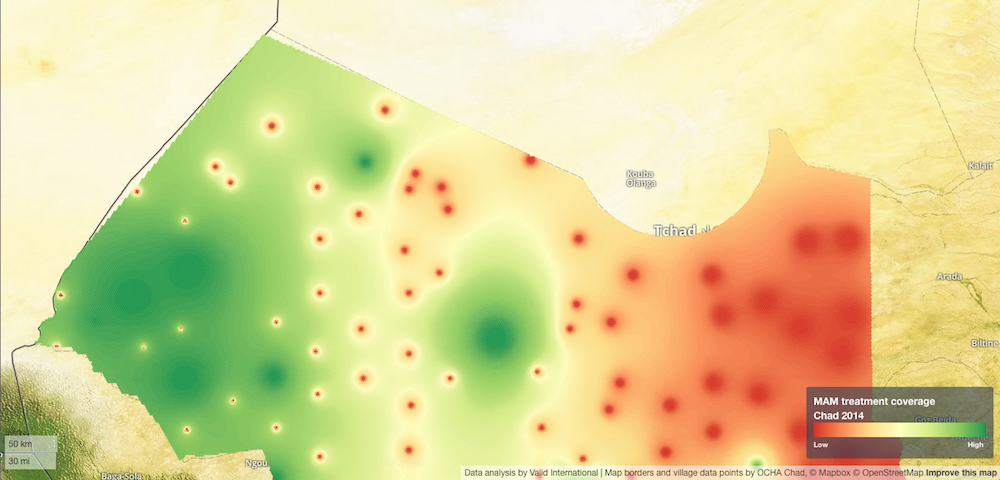 Kalait
Kouba
Olanga
Tchad
Arada
Biltine
MAM treatment coverage
Chad 2014
Low
High
50 km
30 mi
Ngou
Baga-Sola
Data analysis by Valid International | Map borders and village data points by OCHA Chad, © Mapbox © OpenStreetMap Improve this map